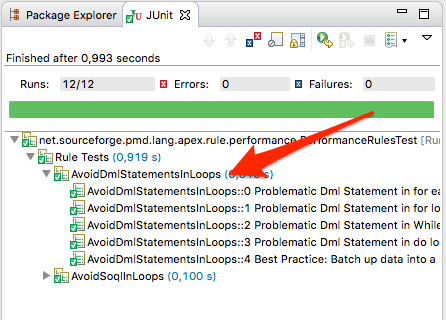 Package Explorer JUnit
Finished after 0,993 seconds
Runs: 12/12 Errors: 0 Failures: 0
net.sourceforge.pmd.lang.apex.rule.performance.PerformanceRulesTest [Run
Rule Tests (0,919 s)
AvoidDmlStatementsInLoops
AvoidDmlStatementsInLoops::0 Problematic Dml Statement in for ea
AvoidDmlStatementsInLoops::1 Problematic Dml Statement in for lo
AvoidDmlStatementsInLoops::2 Problematic Dml Statement in While
AvoidDmlStatementsInLoops::3 Problematic Dml Statement in do lo
AvoidDmlStatementsInLoops::4 Best Practice: Batch up data into a
AvoidSoqlInLoops (0,100 s)